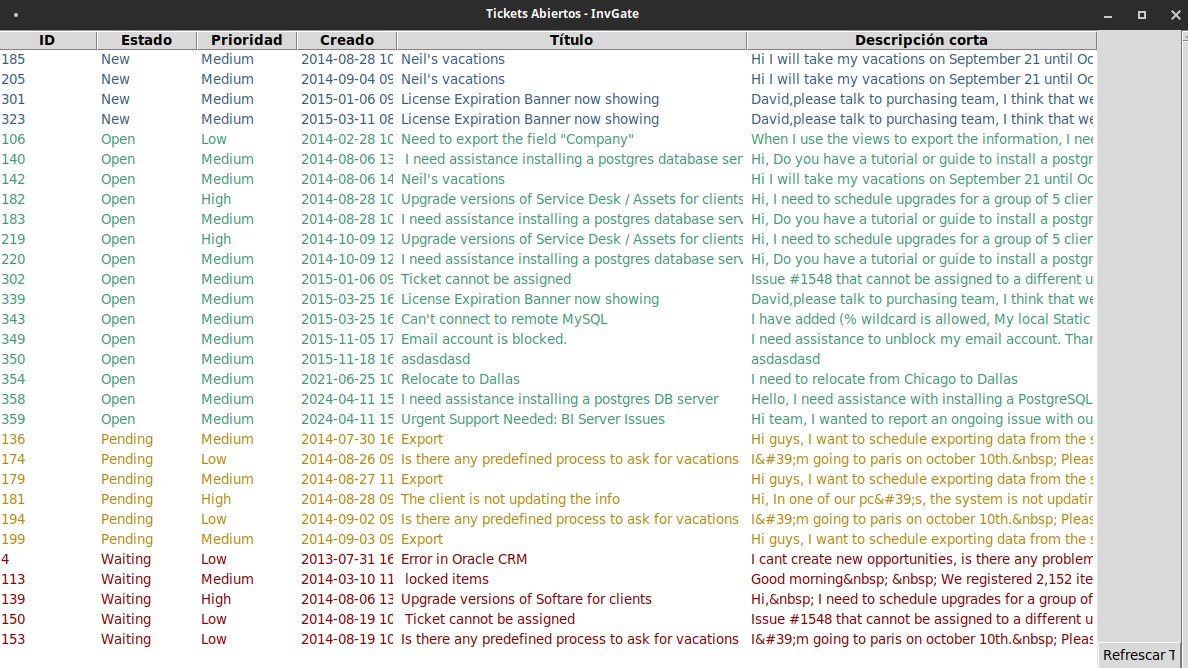 Tickets Abiertos - InvGate
ID Estado Prioridad Creado Título Descripción corta
185 New Medium 2014-08-28 10 Neil's vacations Hi I will take my vacations on September 21 until Oc
205 New Medium 2014-09-04 09 Neil's vacations Hi I will take my vacations on September 21 until Oc
301 New Medium 2015-01-06 09 License Expiration Banner now showing David,please talk to purchasing team, I think that we
323 New Medium 2015-03-11 08 License Expiration Banner now showing David,please talk to purchasing team, I think that we
106 Open Low 2014-02-28 10 Need to export the field "Company" When I use the views to export the information, I nee
140 Open Medium 2014-08-06 13 I need assistance installing a postgres database ser Hi, Do you have a tutorial or guide to install a postgr
142 Open Medium 2014-08-06 14 Neil's vacations Hi I will take my vacations on September 21 until Oc
182 Open High 2014-08-28 10 Upgrade versions of Service Desk / Assets for clients Hi, I need to schedule upgrades for a group of 5 clier
183 Open Medium 2014-08-28 10 I need assistance installing a postgres database serv Hi, Do you have a tutorial or guide to install a postgr
219 Open High 2014-10-09 12 Upgrade versions of Service Desk / Assets for clients Hi, I need to schedule upgrades for a group of 5 clier
220 Open Medium 2014-10-09 12 I need assistance installing a postgres database serv Hi, Do you have a tutorial or guide to install a postgr
302 Open Medium 2015-01-06 09 Ticket cannot be assigned Issue #1548 that cannot be assigned to a different u
339 Open Medium 2015-03-25 16 License Expiration Banner now showing David,please talk to purchasing team, I think that we
343 Open Medium 2015-03-25 16 Can't connect to remote MySQL I have added (% wildcard is allowed, My local Static
349 Open Medium 2015-11-05 17 Email account is blocked. I need assistance to unblock my email account. Thar
350 Open Medium 2015-11-18 16 asdasdasd asdasdasd
354 Open Medium 2021-06-25 10 Relocate to Dallas I need to relocate from Chicago to Dallas
358 Open Medium 2024-04-11 15 I need assistance installing a postgres DB server Hello, I need assistance with installing a PostgreSQL
359 Open Medium 2024-04-11 15 Urgent Support Needed: BI Server Issues Hi team, I wanted to report an ongoing issue with ou
136 Pending Medium 2014-07-30 16 Export Hi guys, I want to schedule exporting data from the s
174 Pending Low 2014-08-26 09 Is there any predefined process to ask for vacations I&#39;m going to paris on october 10th.&nbsp; Pleas
179 Pending Medium 2014-08-27 11 Export Hi guys, I want to schedule exporting data from the s
181 Pending High 2014-08-28 09 The client is not updating the info Hi, In one of our pc&#39;s, the system is not updatir
194 Pending Low 2014-09-02 09 Is there any predefined process to ask for vacations I&#39;m going to paris on october 10th.&nbsp; Pleas
199 Pending Medium 2014-09-03 09 Export Hi guys, I want to schedule exporting data from the s
4 Waiting Low 2013-07-31 16 Error in Oracle CRM I cant create new opportunities, is there any problem
113 Waiting Medium 2014-03-10 11 locked items Good morning&nbsp; &nbsp; We registered 2,152 ite
139 Waiting High 2014-08-06 13 Upgrade versions of Softare for clients Hi,&nbsp; I need to schedule upgrades for a group of
150 Waiting Low 2014-08-19 10 Ticket cannot be assigned Issue #1548 that cannot be assigned to a different u
153 Waiting Low 2014-08-19 10 Is there any predefined process to ask for vacations I&#39;m going to paris on october 10th.&nbsp; Pleas
Refrescar T